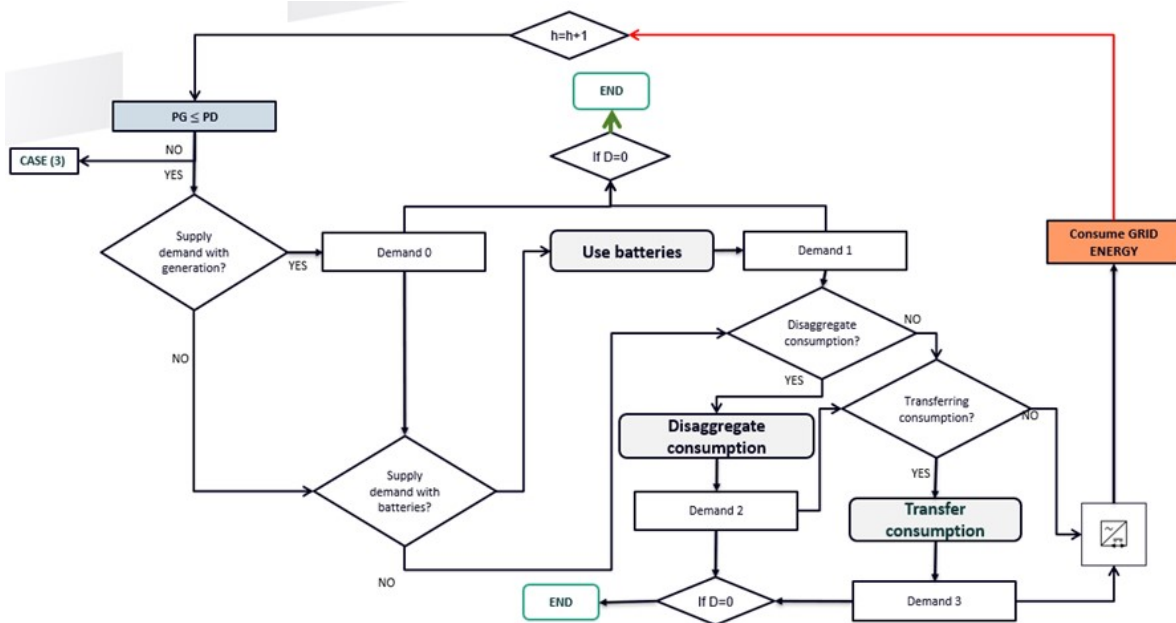 h=h+1
END
PG ≤ PD
If D=0
NO
CASE (3)
YES
Supply
demand with
generation?
YES
Demand 0
Use batteries
Demand 1
Consume GRID
ENERGY
NO
Disaggregate
consumption?
NO
YES
Transferring
consumption?
NO
Disaggregate
consumption
Supply
demand with
batteries?
YES
Demand 2
Transfer
consumption
NO
END
If D=0
Demand 3